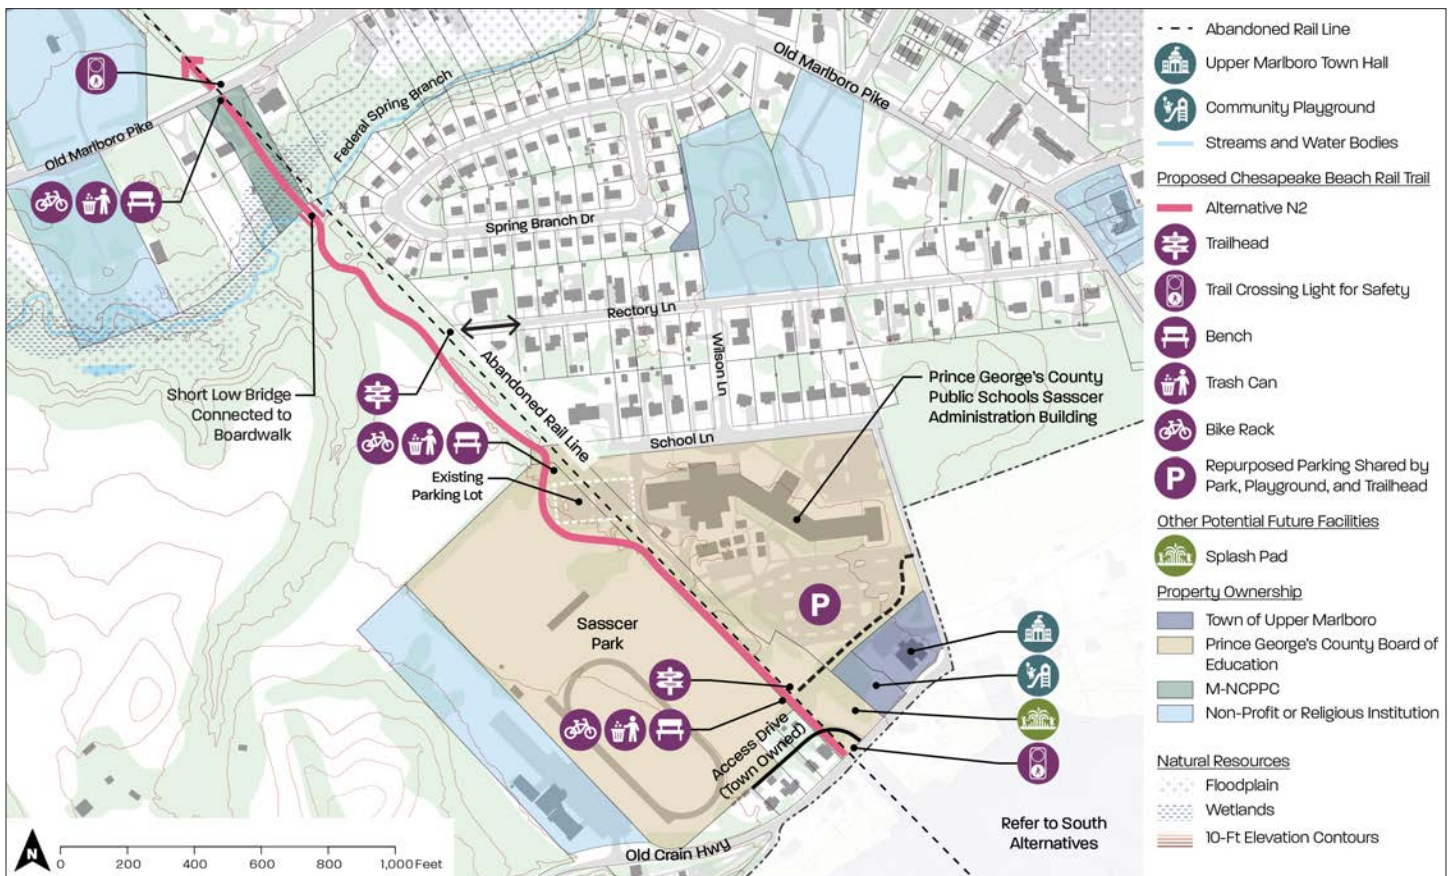 Old Marlboro Pike
Federal Spring Branch
Old Marlboro Pike
Spring Branch Dr
Rectory Ln
Wilson Ln
Abandoned Rail Line
Short Low Bridge
Connected to
Boardwalk
Prince George's County
Public Schools Sasscer
Administration Building
School Ln
Existing
Parking Lot
P
Sasscer
Park
Access Drive
(Town Owned)
Refer to South
Alternatives
Old Crain Hwy
N
0 200 400 600 800 1,000 Feet
Abandoned Rail Line
Upper Marlboro Town Hall
Community Playground
Streams and Water Bodies
Proposed Chesapeake Beach Rail Trail
Alternative N2
Trailhead
Trail Crossing Light for Safety
Bench
Trash Can
Bike Rack
P
Repurposed Parking Shared by
Park, Playground, and Trailhead
Other Potential Future Facilities
Splash Pad
Property Ownership
Town of Upper Marlboro
Prince George's County Board of
Education
M-NCPPC
Non-Profit or Religious Institution
Natural Resources
Floodplain
Wetlands
10-Ft Elevation Contours